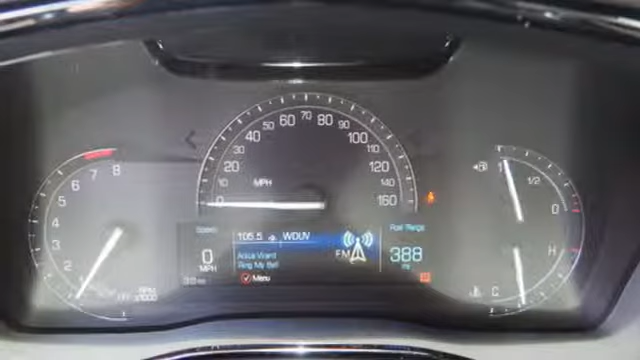 8
7
6
5
4
3
2
RPM
x1000
0 10 20 30 40 50 60 70 80 90 100 110 120 140 160
MPH
1
1/2
0
H
C
Speed
0
MPH
105.5 WDUV
Ring My Bell
Menu
FM
Fuel Range
388
mi